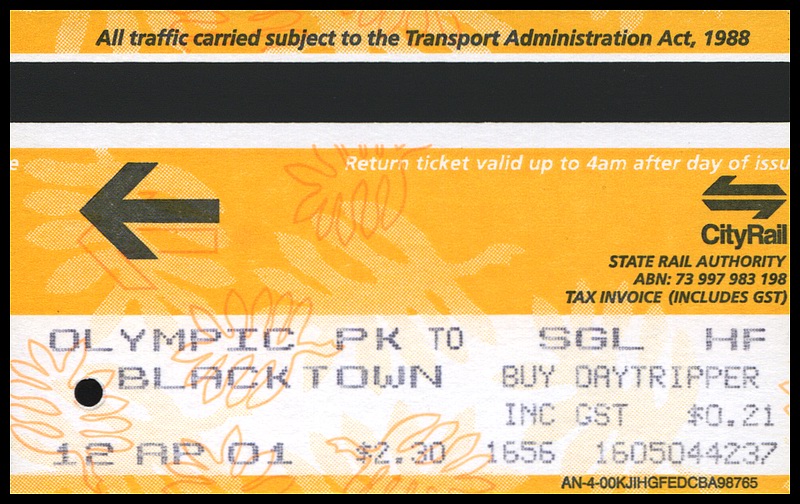 All traffic carried subject to the Transport Administration Act, 1988
e Return ticket valid up to 4am after day of issu
CityRail
STATE RAIL AUTHORITY
ABN: 73 997 983 198
TAX INVOICE (INCLUDES GST)
OLYMPIC PK TO SGL HF
BLACKTOWN BUY DAYTRIPPER
INC GST $0.21
12 AP 01 $2.30 1656 1605044237
AN-4-00KJIHGFEDCBA98765